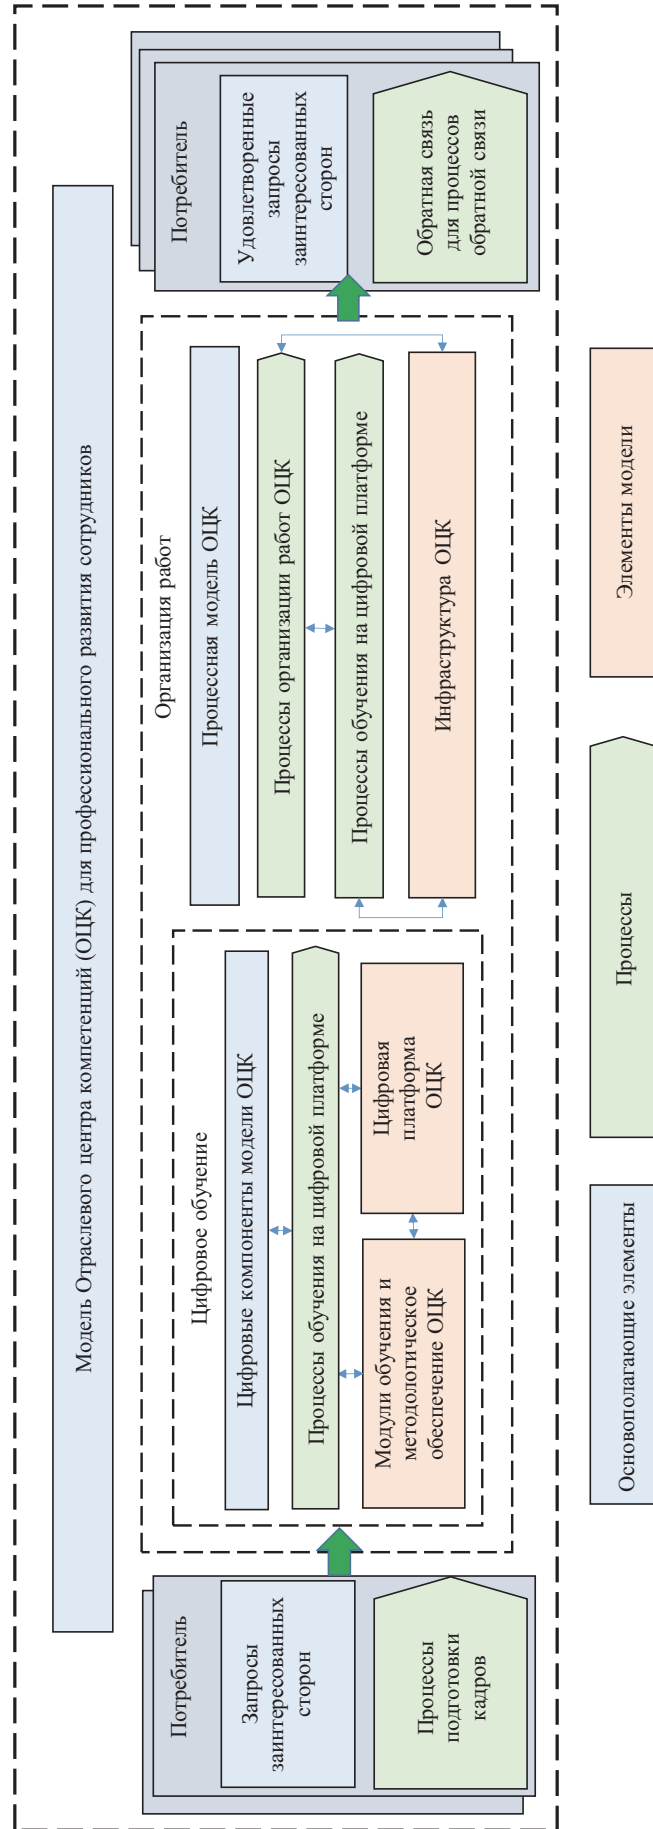 Модель Отраслевого центра компетенций (ОЦК) для профессионального развития сотрудников
Потребитель
Запросы
заинтересованных
сторон
Процессы
подготовки
кадров
Организация работ
Цифровое обучение
Цифровые компоненты модели ОЦК
Процессы обучения на цифровой платформе
Модули обучения и
методологическое
обеспечение ОЦК
Цифровая
платформа
ОЦК
Процессная модель ОЦК
Процессы организации работ ОЦК
Процессы обучения на цифровой платформе
Инфраструктура ОЦК
Потребитель
Удовлетворенные
запросы
заинтересованных
сторон
Обратная связь
для процессов
обратной связи
Основополагающие элементы
Процессы
Элементы модели